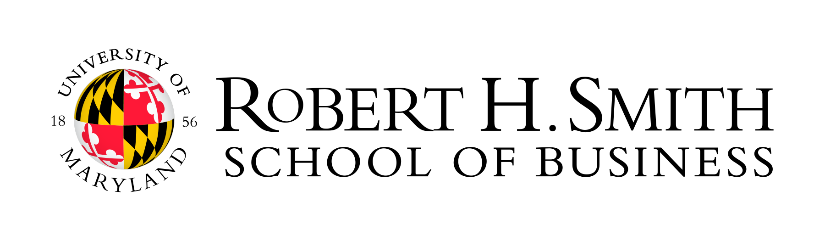 UNIVERSITY OF
18 56
MARYLAND
ROBERT H. SMITH
SCHOOL OF BUSINESS